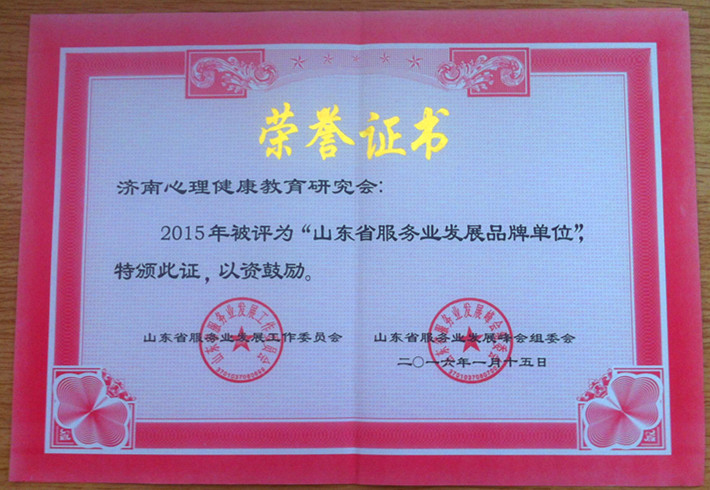 荣誉证书
济南心理健康教育研究会：
2015年被评为“山东省服务业发展品牌单位”，
特颁此证，以资鼓励。
山东省服务业发展工作委员会
山东省服务业发展峰会组委会
二〇一六年一月十五日